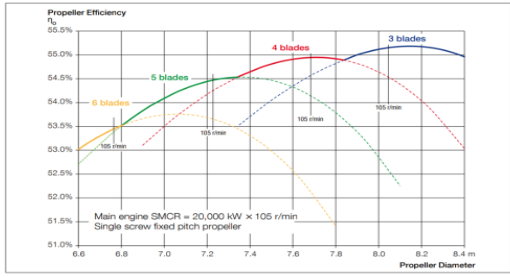 Propeller Efficiency
ηₒ
55.5%
55.0%
54.5%
54.0%
53.5%
53.0%
52.5%
52.0%
51.5%
51.0%
3 blades
4 blades
5 blades
6 blades
105 r/min
105 r/min
105 r/min
105 r/min
Main engine SMCR = 20,000 kW × 105 r/min
Single screw fixed pitch propeller
6.6 6.8 7.0 7.2 7.4 7.6 7.8 8.0 8.2 8.4 m
Propeller Diameter